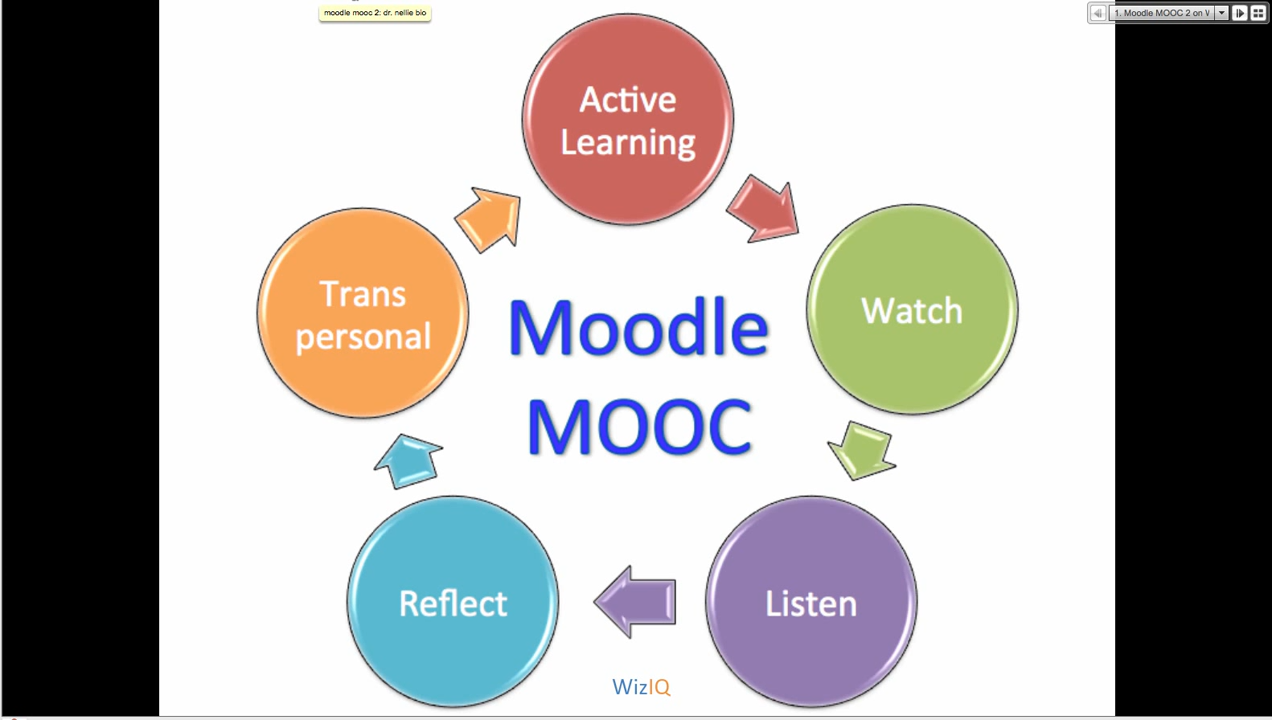 moodle mooc 2: dr. nellie bio
1. Moodle MOOC 2 on W
Active
Learning
Trans
personal
Watch
Moodle
MOOC
Reflect
Listen
WizIQ